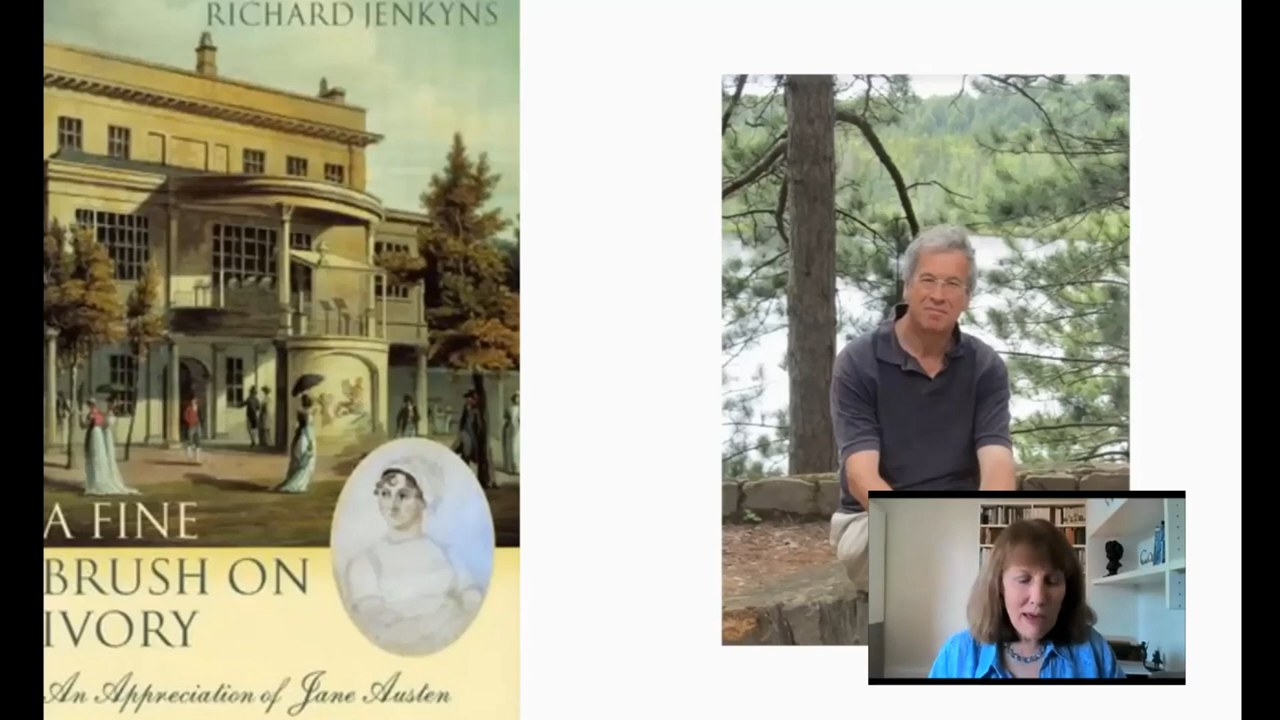 RICHARD JENKYNS
A FINE
BRUSH ON
IVORY
An Appreciation of Jane Austen